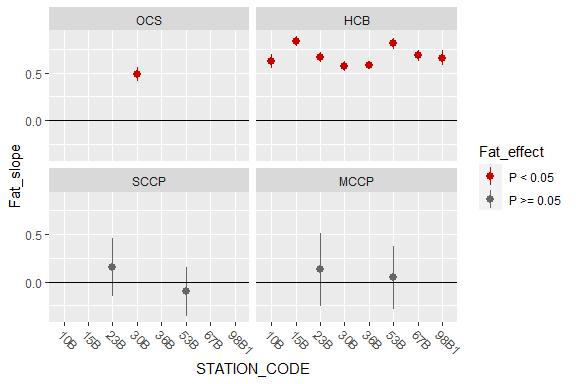 OCS
HCB
0.5
0.0
SCCP
MCCP
0.5
0.0
Fat_slope
10B
15B
23B
30B
36B
53B
67B
98B1
10B
15B
23B
30B
36B
53B
67B
98B1
STATION_CODE
Fat_effect
P < 0.05
P >= 0.05